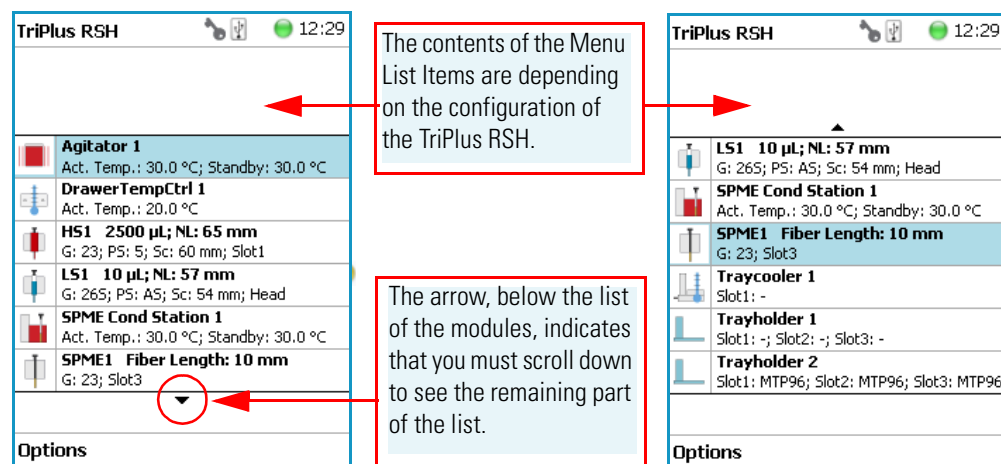 TriPlus RSH 12:29
Agitator 1
Act. Temp.: 30.0 °C; Standby: 30.0 °C
DrawerTempCtrl 1
Act. Temp.: 20.0 °C
HS1 2500 µL; NL: 65 mm
G: 23; PS: 5; Sc: 60 mm; Slot1
LS1 10 µL; NL: 57 mm
G: 26S; PS: AS; Sc: 54 mm; Head
SPME Cond Station 1
Act. Temp.: 30.0 °C; Standby: 30.0 °C
SPME1 Fiber Length: 10 mm
G: 23; Slot3
Options
The contents of the Menu
List Items are depending
on the configuration of
the TriPlus RSH.
The arrow, below the list
of the modules, indicates
that you must scroll down
to see the remaining part
of the list.
TriPlus RSH 12:29
LS1 10 µL; NL: 57 mm
G: 26S; PS: AS; Sc: 54 mm; Head
SPME Cond Station 1
Act. Temp.: 30.0 °C; Standby: 30.0 °C
SPME1 Fiber Length: 10 mm
G: 23; Slot3
Traycooler 1
Slot1: -
Trayholder 1
Slot1: -; Slot2: -; Slot3: -
Trayholder 2
Slot1: MTP96; Slot2: MTP96; Slot3: MTP96
Options